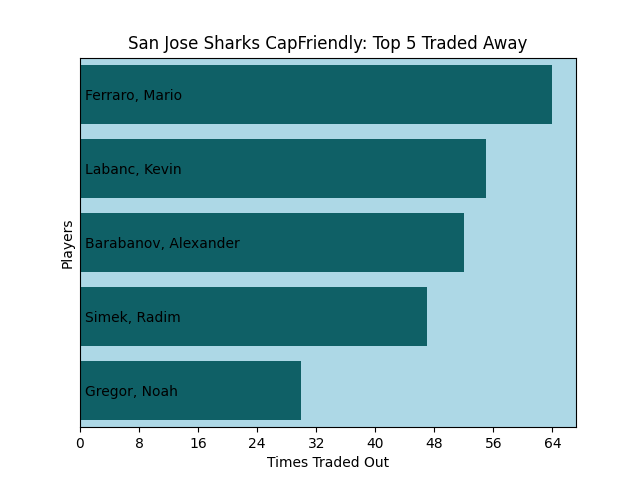 San Jose Sharks CapFriendly: Top 5 Traded Away
Players
Ferraro, Mario
Labanc, Kevin
Barabanov, Alexander
Simek, Radim
Gregor, Noah
0 8 16 24 32 40 48 56 64
Times Traded Out